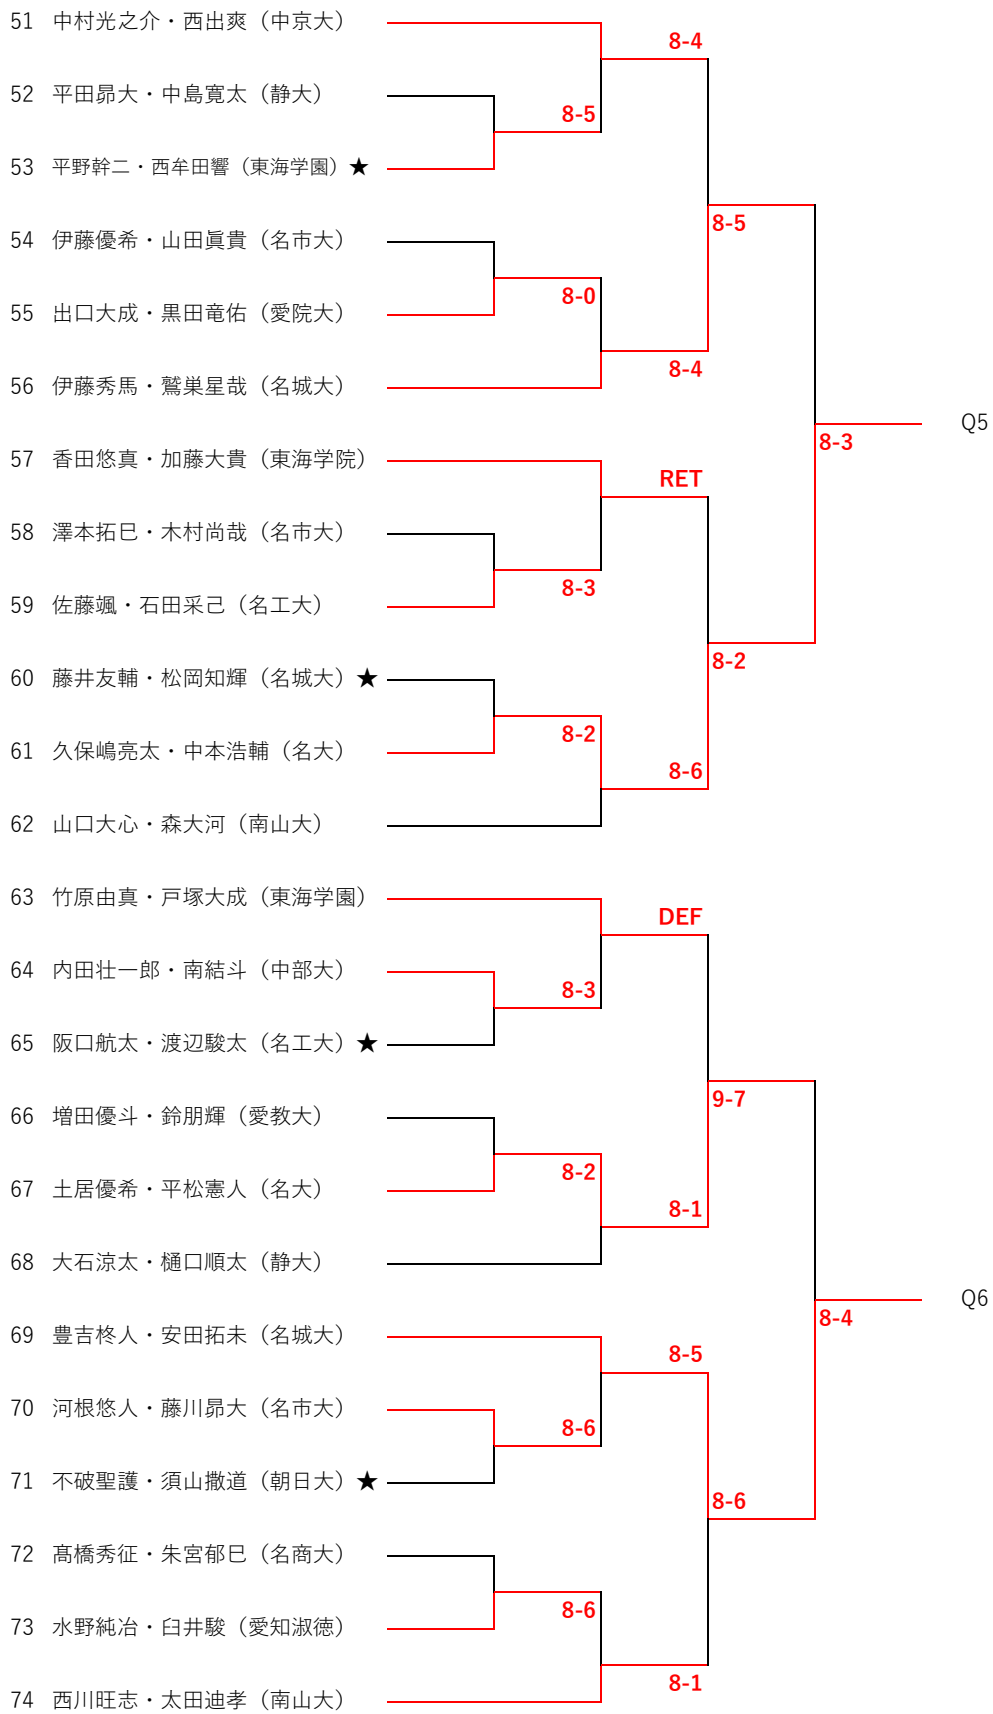 51 中村光之介・西出爽（中京大）
8-4
52 平田昂大・中島寛太（静大）
8-5
53 平野幹二・西牟田響（東海学園）★
8-5
54 伊藤優希・山田眞貴（名市大）
8-0
55 出口大成・黒田竜佑（愛院大）
8-4
56 伊藤秀馬・鷲巣星哉（名城大）
Q5
8-3
57 香田悠真・加藤大貴（東海学院）
RET
58 澤本拓巳・木村尚哉（名市大）
8-3
59 佐藤颯・石田采己（名工大）
8-2
60 藤井友輔・松岡知輝（名城大）★
8-2
61 久保嶋亮太・中本浩輔（名大）
8-6
62 山口大心・森大河（南山大）
63 竹原由真・戸塚大成（東海学園）
DEF
64 内田壮一郎・南結斗（中部大）
8-3
65 阪口航太・渡辺駿太（名工大）★
9-7
66 増田優斗・鈴朋輝（愛教大）
8-2
67 土居優希・平松憲人（名大）
8-1
68 大石涼太・樋口順太（静大）
Q6
8-4
69 豊吉柊人・安田拓未（名城大）
8-5
70 河根悠人・藤川昴大（名市大）
8-6
71 不破聖護・須山撒道（朝日大）★
8-6
72 髙橋秀征・朱宮郁巳（名商大）
8-6
73 水野純冶・臼井駿（愛知淑徳）
8-1
74 西川旺志・太田迪孝（南山大）